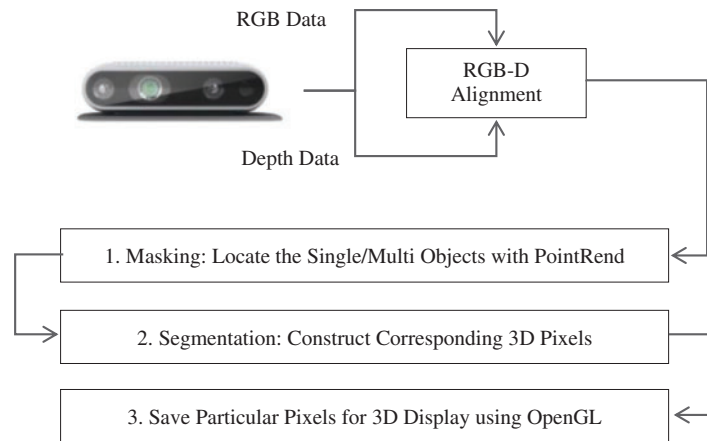 RGB Data
RGB-D
Alignment
Depth Data
1. Masking: Locate the Single/Multi Objects with PointRend
2. Segmentation: Construct Corresponding 3D Pixels
3. Save Particular Pixels for 3D Display using OpenGL